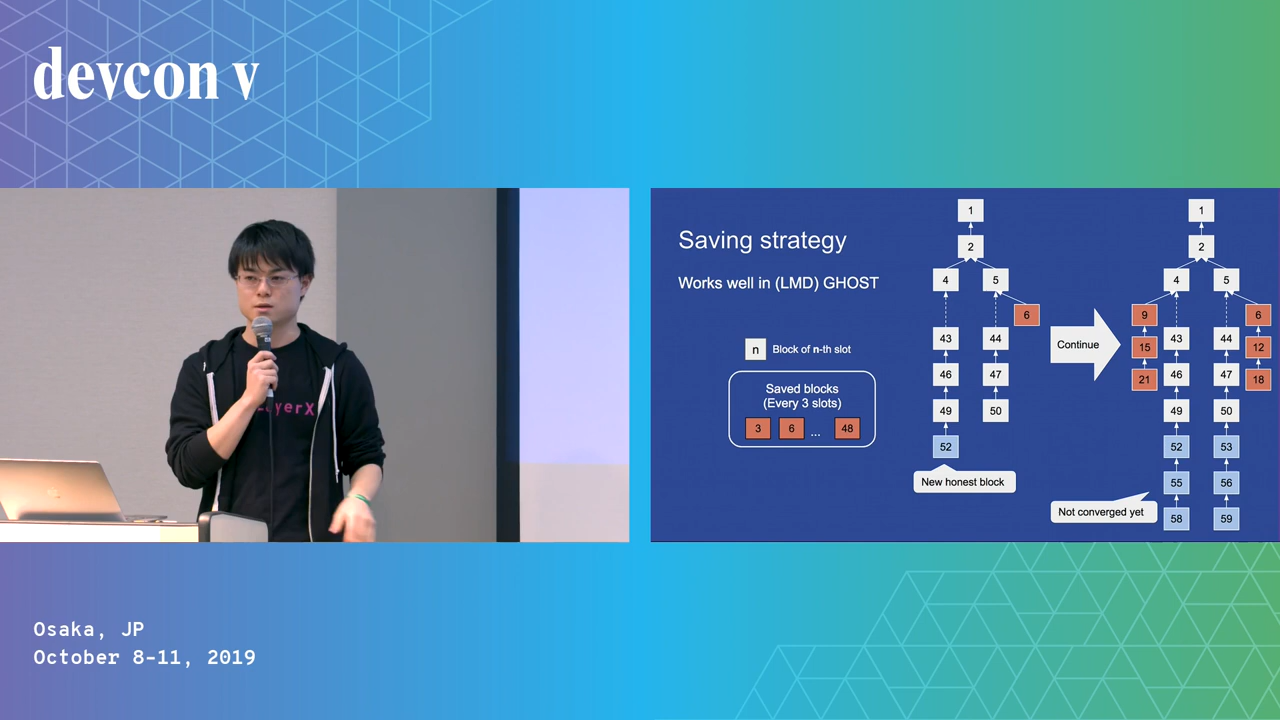 devcon v
LayerX
Saving strategy
Works well in (LMD) GHOST
n Block of n-th slot
Saved blocks
(Every 3 slots)
3 6 ... 48
1
2
4 5
6
43 44
46 47
49 50
52
New honest block
Continue
1
2
4 5
9 43 44 6
15 46 47 12
21 49 50 18
52 53
55 56
58 59
Not converged yet
Osaka, JP
October 8-11, 2019